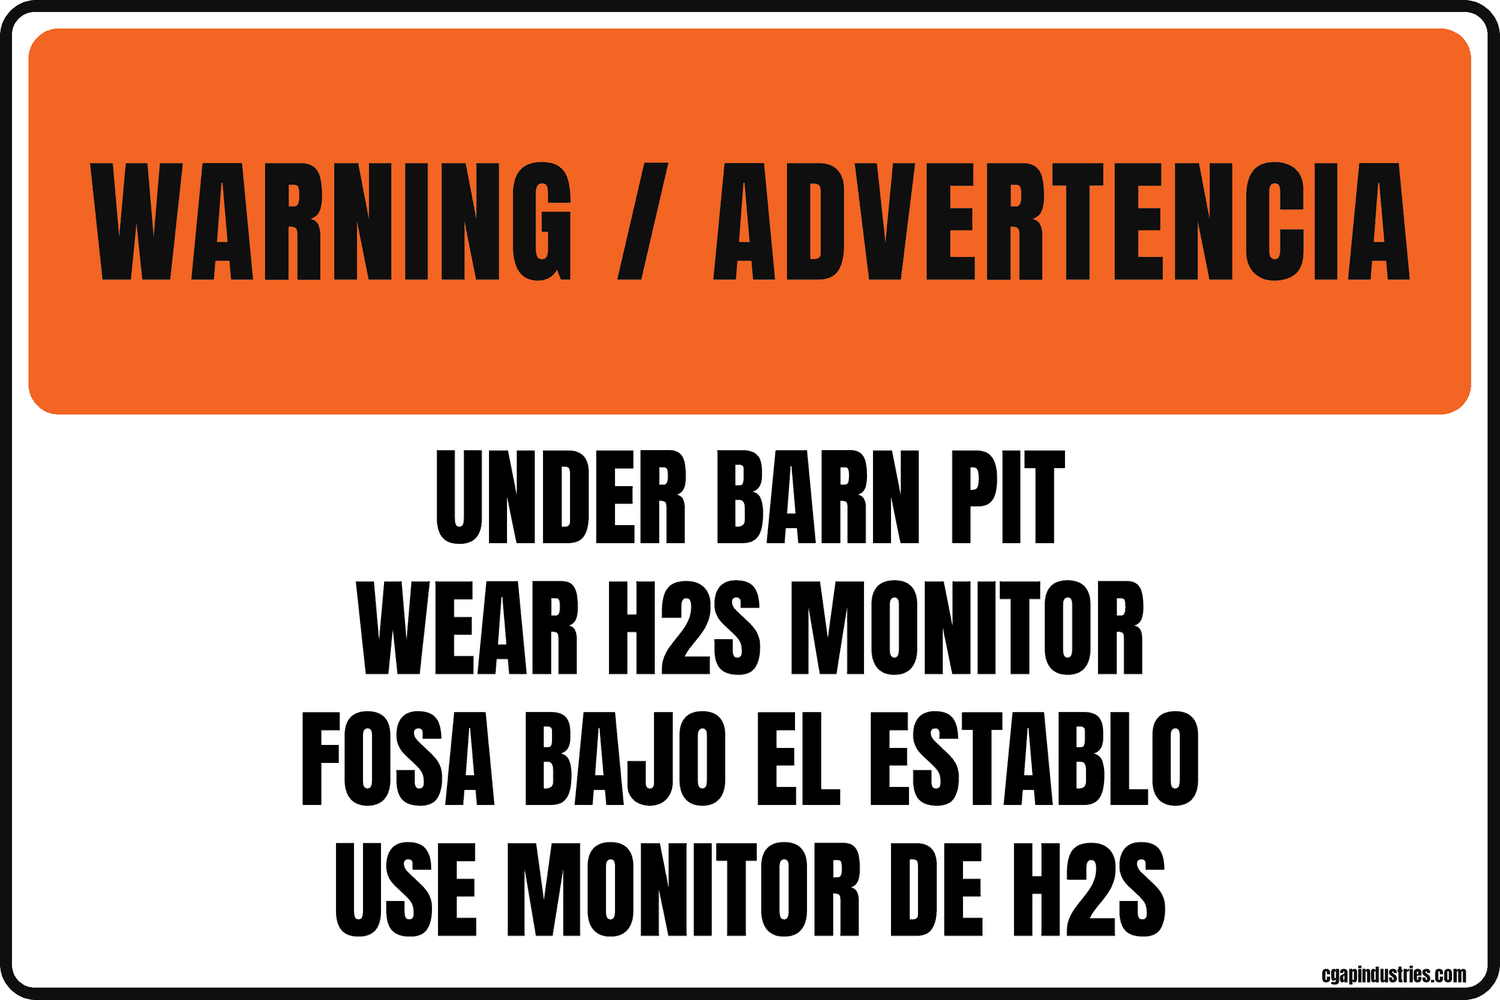 WARNING / ADVERTENCIA
UNDER BARN PIT
WEAR H2S MONITOR
FOSA BAJO EL ESTABLO
USE MONITOR DE H2S
cgapindustries.com